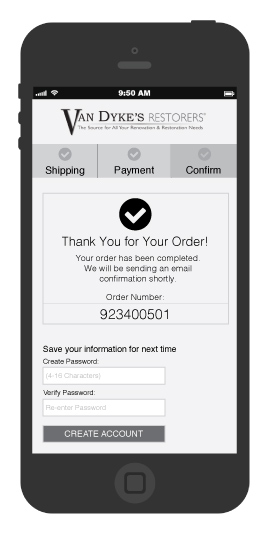 9:50 AM
VAN DYKE'S RESTORERS™
The Source for All Your Renovation & Restoration Needs
Shipping Payment Confirm
Thank You for Your Order!
Your order has been completed.
We will be sending an email
confirmation shortly.
Order Number:
923400501
Save your information for next time
Create Password:
(4-16 Characters)
Verify Password:
Re-enter Password
CREATE ACCOUNT